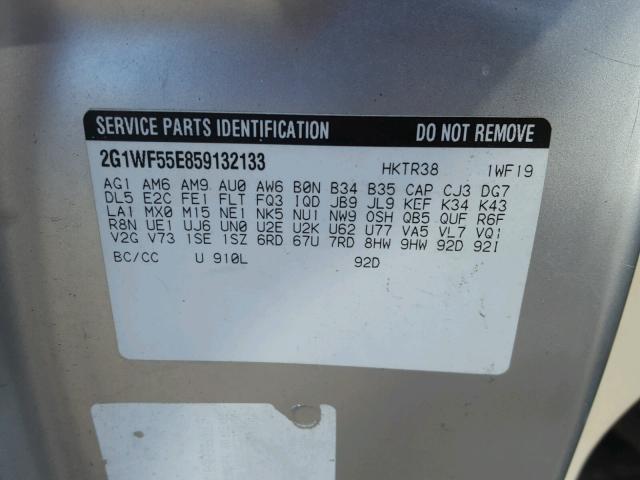 SERVICE PARTS IDENTIFICATION DO NOT REMOVE
2G1WF55E859132133 HKTR38 1WF19
AG1 AM6 AM9 AU0 AW6 B0N B34 B35 CAP CJ3 DG7
DL5 E2C FE1 FLT FQ3 IQD JB9 JL9 KEF K34 K43
LA1 MX0 M15 NE1 NK5 NU1 NW9 OSH QB5 QUF R6F
R8N UE1 UJ6 UN0 U2E U2K U62 U77 VA5 VL7 VQ1
V2G V73 1SE 1SZ 6RD 67U 7RD 8HW 9HW 92D 92I
BC/CC U 910L 92D